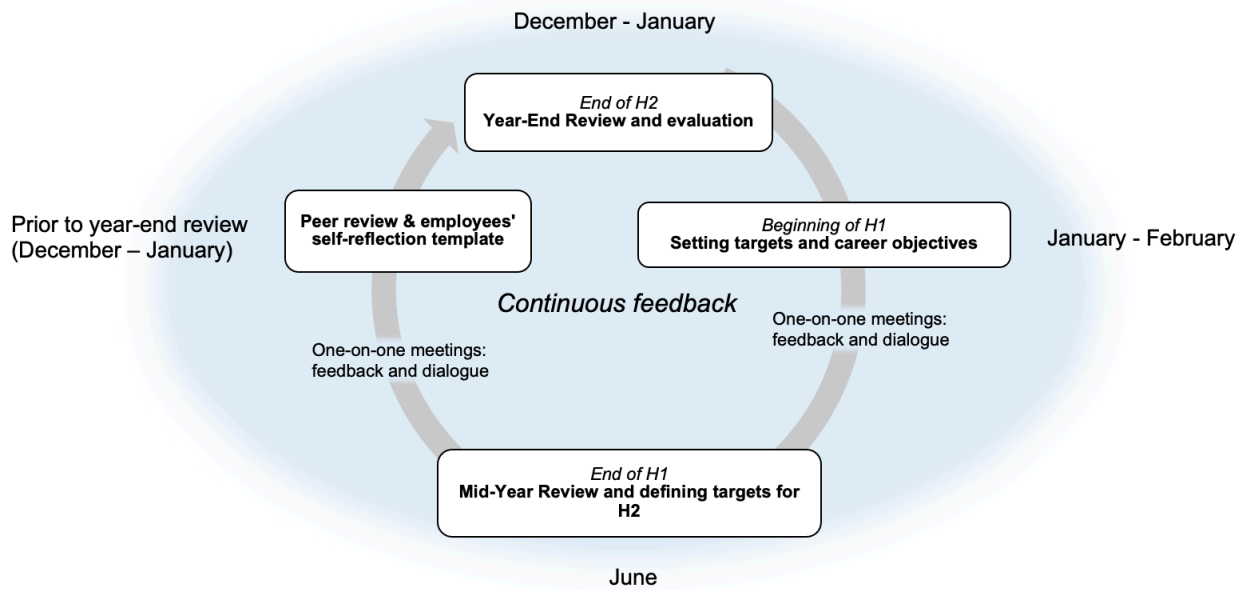 December - January
End of H2
Year-End Review and evaluation
Peer review & employees'
self-reflection template
Prior to year-end review
(December – January)
Beginning of H1
Setting targets and career objectives
January - February
Continuous feedback
One-on-one meetings:
feedback and dialogue
One-on-one meetings:
feedback and dialogue
End of H1
Mid-Year Review and defining targets for
H2
June